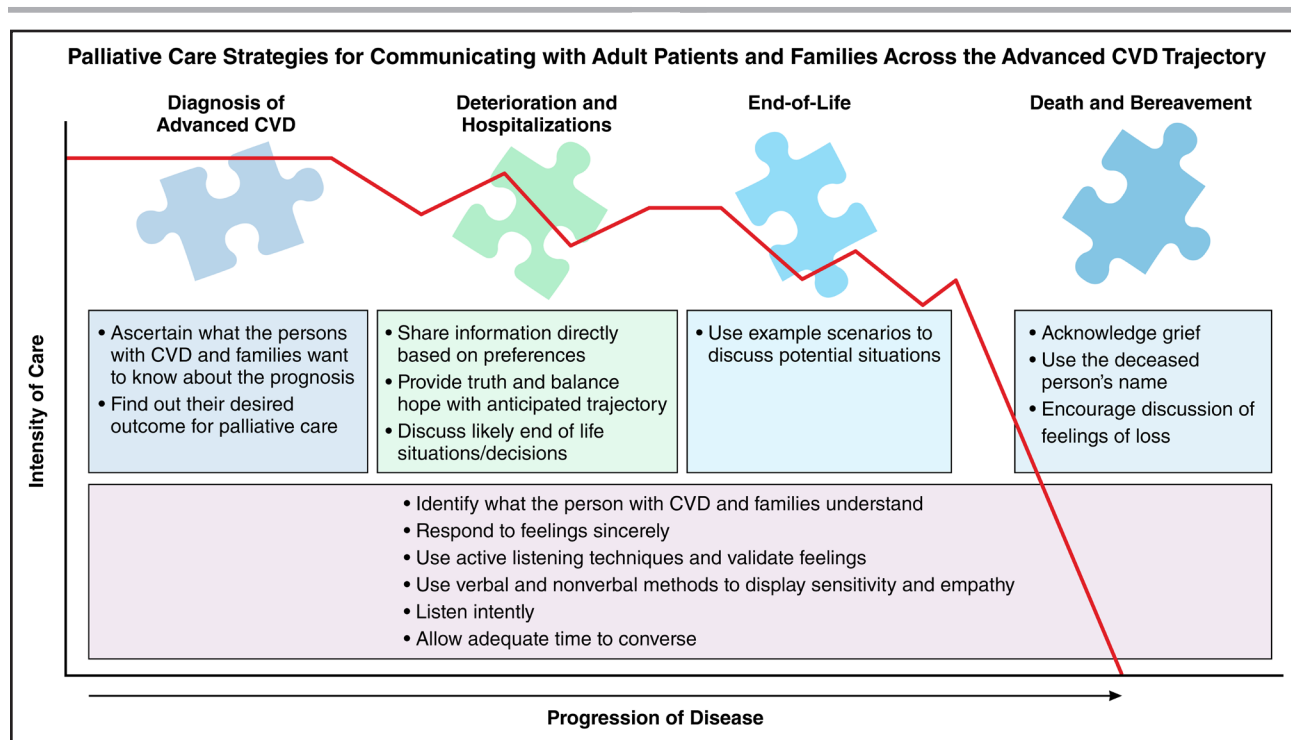 Palliative Care Strategies for Communicating with Adult Patients and Families Across the Advanced CVD Trajectory
Diagnosis of
Advanced CVD
Deterioration and
Hospitalizations
End-of-Life
Death and Bereavement
Intensity of Care
• Ascertain what the persons
with CVD and families want
to know about the prognosis
• Find out their desired
outcome for palliative care
• Share information directly
based on preferences
• Provide truth and balance
hope with anticipated trajectory
• Discuss likely end of life
situations/decisions
• Use example scenarios to
discuss potential situations
• Acknowledge grief
• Use the deceased
person's name
• Encourage discussion of
feelings of loss
• Identify what the person with CVD and families understand
• Respond to feelings sincerely
• Use active listening techniques and validate feelings
• Use verbal and nonverbal methods to display sensitivity and empathy
• Listen intently
• Allow adequate time to converse
Progression of Disease